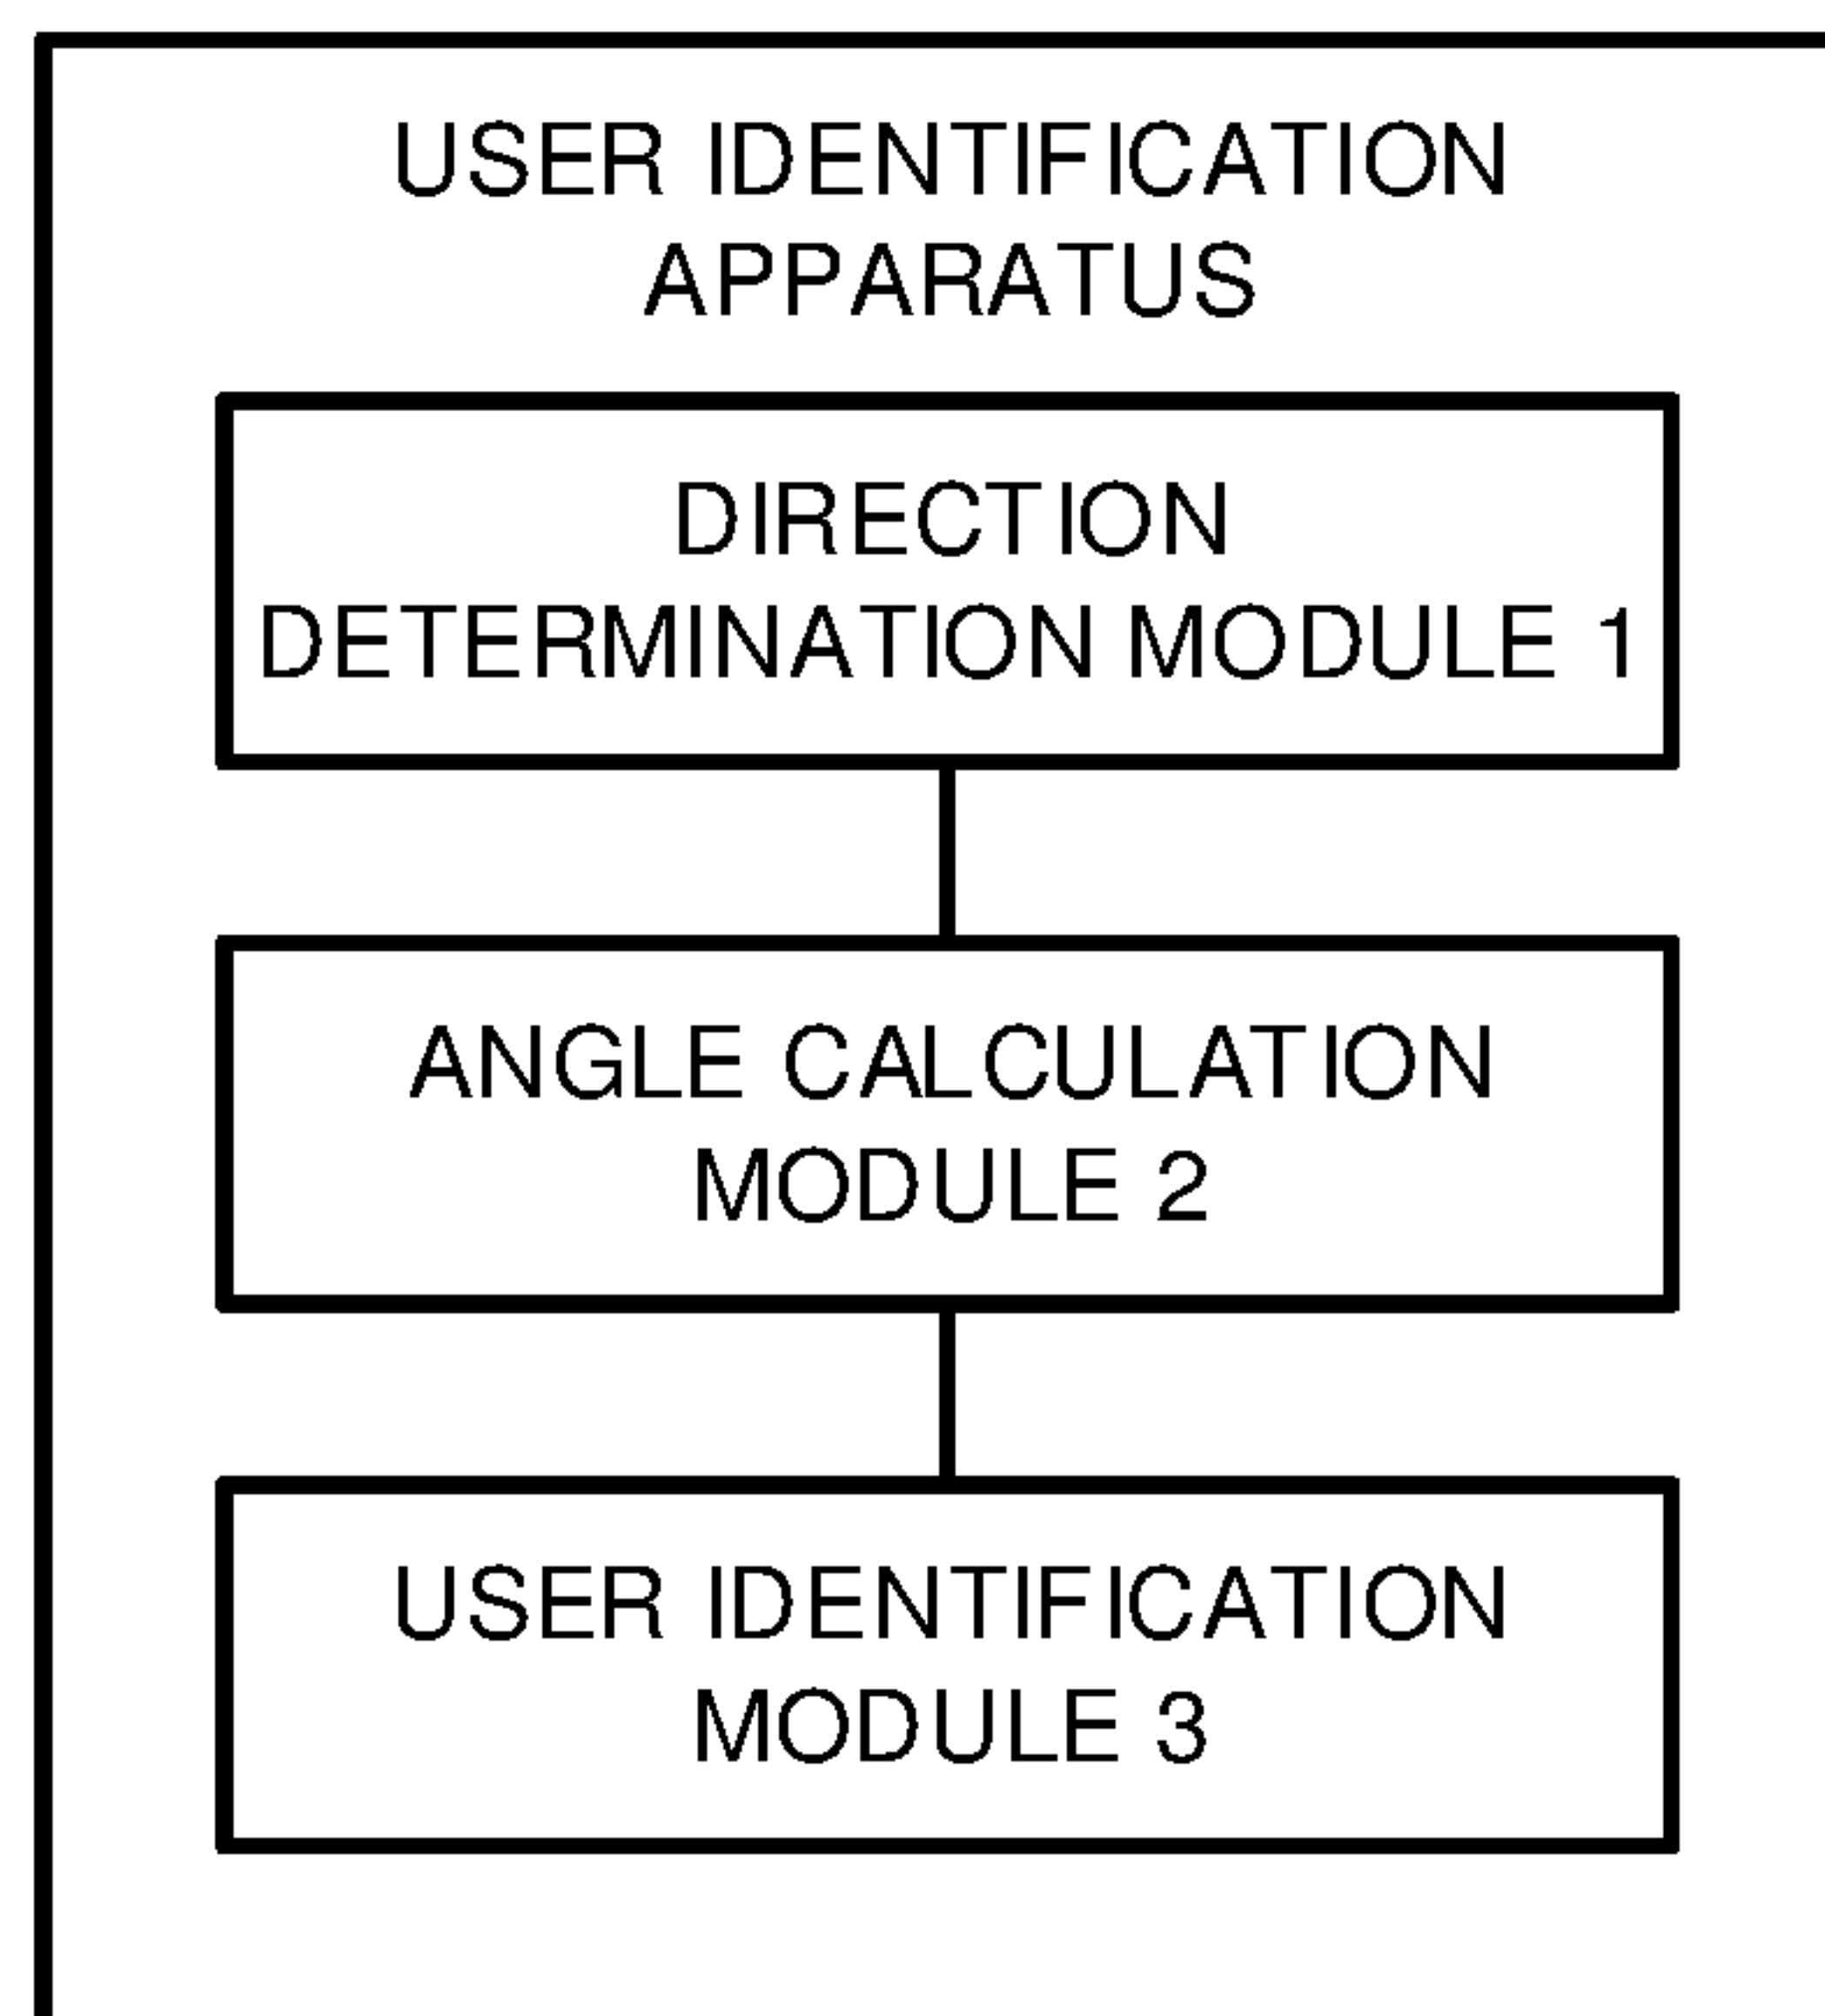 USER IDENTIFICATION
APPARATUS
DIRECTION
DETERMINATION MODULE 1
ANGLE CALCULATION
MODULE 2
USER IDENTIFICATION
MODULE 3